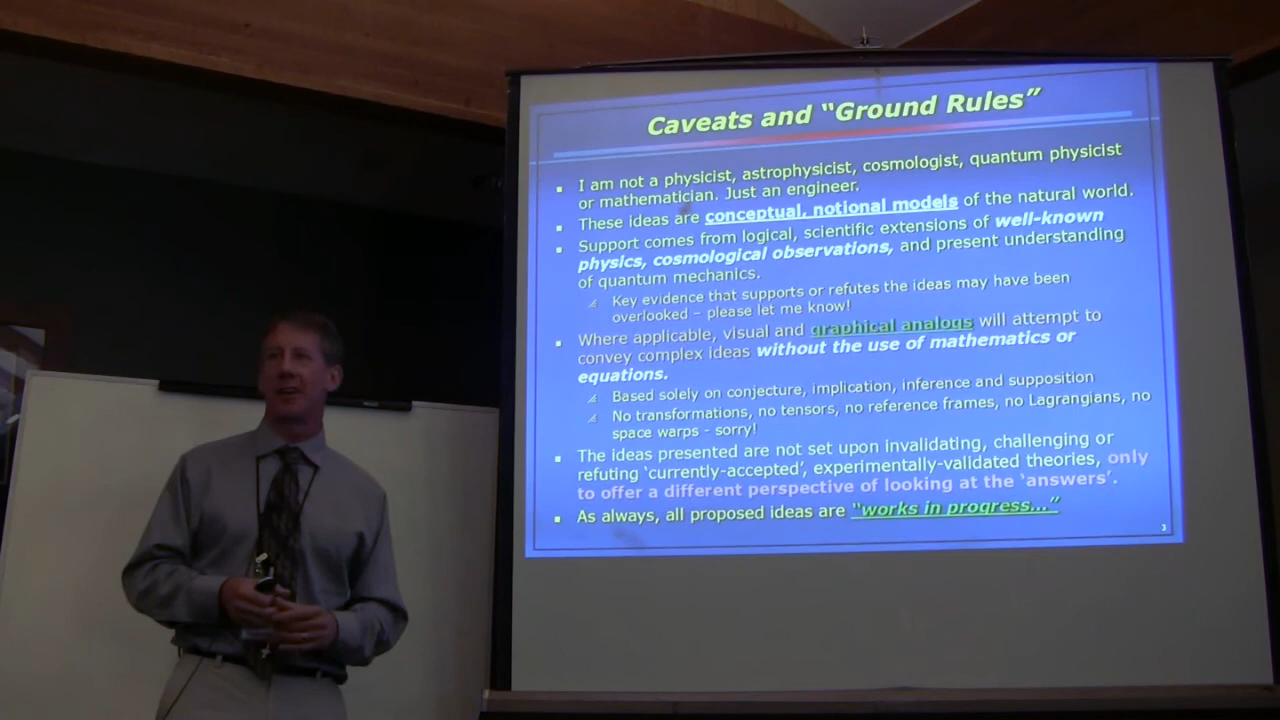 Caveats and “Ground Rules”
I am not a physicist, astrophysicist, cosmologist, quantum physicist
or mathematician. Just an engineer.
These ideas are conceptual, notional models of the natural world.
Support comes from logical, scientific extensions of well-known
physics, cosmological observations, and present understanding
of quantum mechanics.
Key evidence that supports or refutes the ideas may have been
overlooked – please let me know!
Where applicable, visual and graphical analogs will attempt to
convey complex ideas without the use of mathematics or
equations.
Based solely on conjecture, implication, inference and supposition
No transformations, no tensors, no reference frames, no Lagrangians, no
space warps - sorry!
The ideas presented are not set upon invalidating, challenging or
refuting ‘currently-accepted’, experimentally-validated theories, only
to offer a different perspective of looking at the ‘answers’.
As always, all proposed ideas are “works in progress…”
3